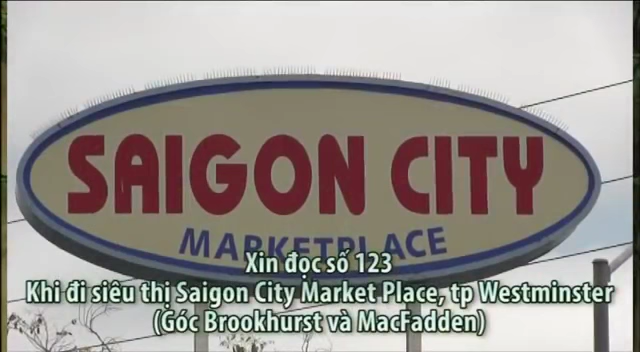 SAIGON CITY
MARKETPLACE
Xin đọc số 123
Khi đi siêu thị Saigon City Market Place, tp Westminster
(Góc Brookhurst và MacFadden)